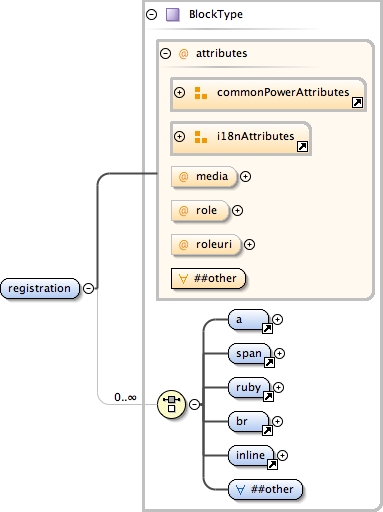 BlockType
@ attributes
commonPowerAttributes
i18nAttributes
@ media
@ role
@ roleuri
∀ ##other
registration
0..∞
a
span
ruby
br
inline
∀ ##other